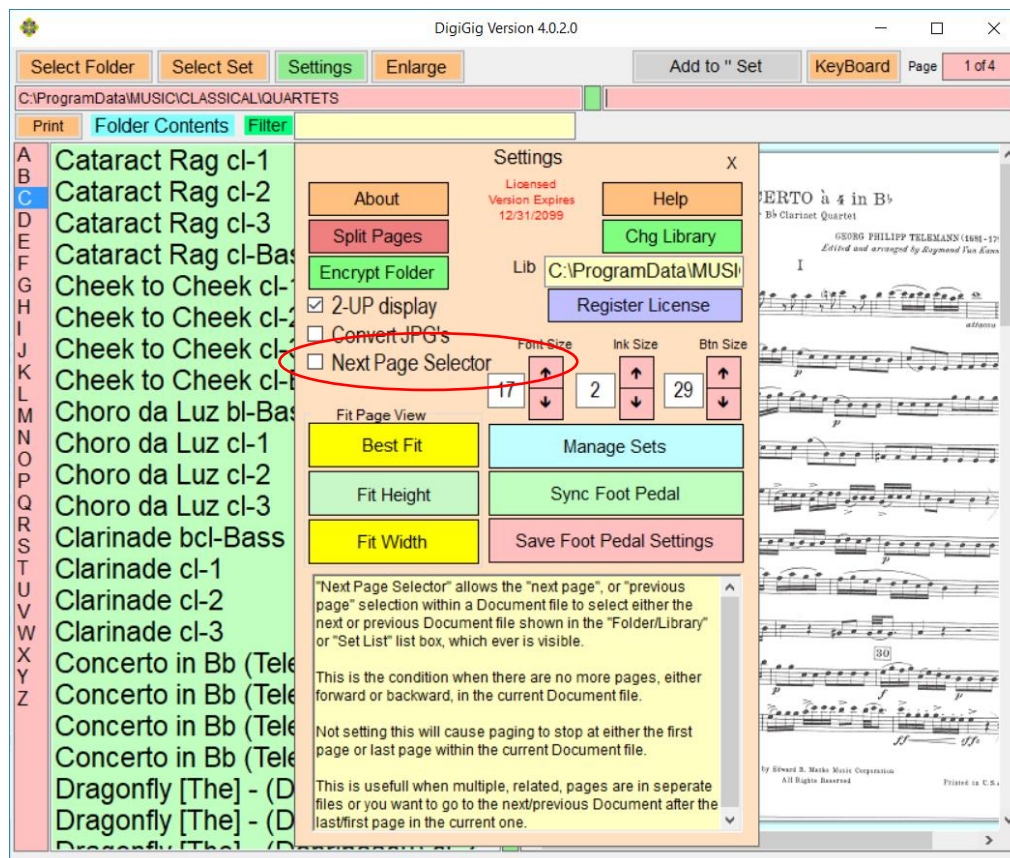 DigiGig Version 4.0.2.0
Select Folder Select Set Settings Enlarge Add to '' Set KeyBoard Page 1 of 4
C:\ProgramData\MUSIC\CLASSICAL\QUARTETS
Print Folder Contents Filter
A
B
C
D
E
F
G
H
I
J
K
L
M
N
O
P
Q
R
S
T
U
V
W
X
Y
Z
Cataract Rag cl-1
Cataract Rag cl-2
Cataract Rag cl-3
Cataract Rag cl-Bas
Cheek to Cheek cl-1
Cheek to Cheek cl-2
Cheek to Cheek cl-3
Cheek to Cheek cl-B
Choro da Luz bl-Bas
Choro da Luz cl-1
Choro da Luz cl-2
Choro da Luz cl-3
Clarinade bcl-Bass
Clarinade cl-1
Clarinade cl-2
Clarinade cl-3
Concerto in Bb (Tele
Concerto in Bb (Tele
Concerto in Bb (Tele
Concerto in Bb (Tele
Dragonfly [The] - (D
Dragonfly [The] - (D
Settings X
About
Licensed
Version Expires
12/31/2099
Help
Split Pages
Chg Library
Encrypt Folder
Lib C:\ProgramData\MUSI
2-UP display
Register License
Convert JPG's
Next Page Selector
Font Size Ink Size Btn Size
17 2 29
Fit Page View
Best Fit
Manage Sets
Fit Height
Sync Foot Pedal
Fit Width
Save Foot Pedal Settings
"Next Page Selector" allows the "next page", or "previous
page" selection within a Document file to select either the
next or previous Document file shown in the "Folder/Library"
or "Set List" list box, which ever is visible.
This is the condition when there are no more pages, either
forward or backward, in the current Document file.
Not setting this will cause paging to stop at either the first
page or last page within the current Document file.
This is usefull when multiple, related, pages are in seperate
files or you want to go to the next/previous Document after the
last/first page in the current one.
CERTO à 4 in B♭
B♭ Clarinet Quartet
GEORG PHILIPP TELEMANN (1681-17
Edited and arranged by Raymond Van
I
attacca
p
p
30
p f p
ff sffz
by Edward B. Marks Music Corporation
All Rights Reserved
Printed in U.S.